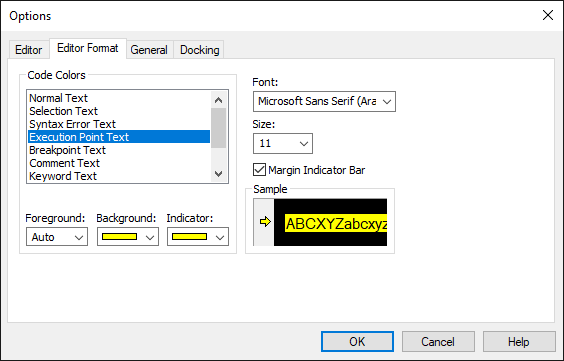 Options
Editor
Editor Format
General
Docking
Code Colors
Normal Text
Selection Text
Syntax Error Text
Execution Point Text
Breakpoint Text
Comment Text
Keyword Text
Foreground:
Background:
Indicator:
Auto
Font:
Microsoft Sans Serif (Ara
Size:
11
Margin Indicator Bar
Sample
ABCXYZabcxyz
OK
Cancel
Help